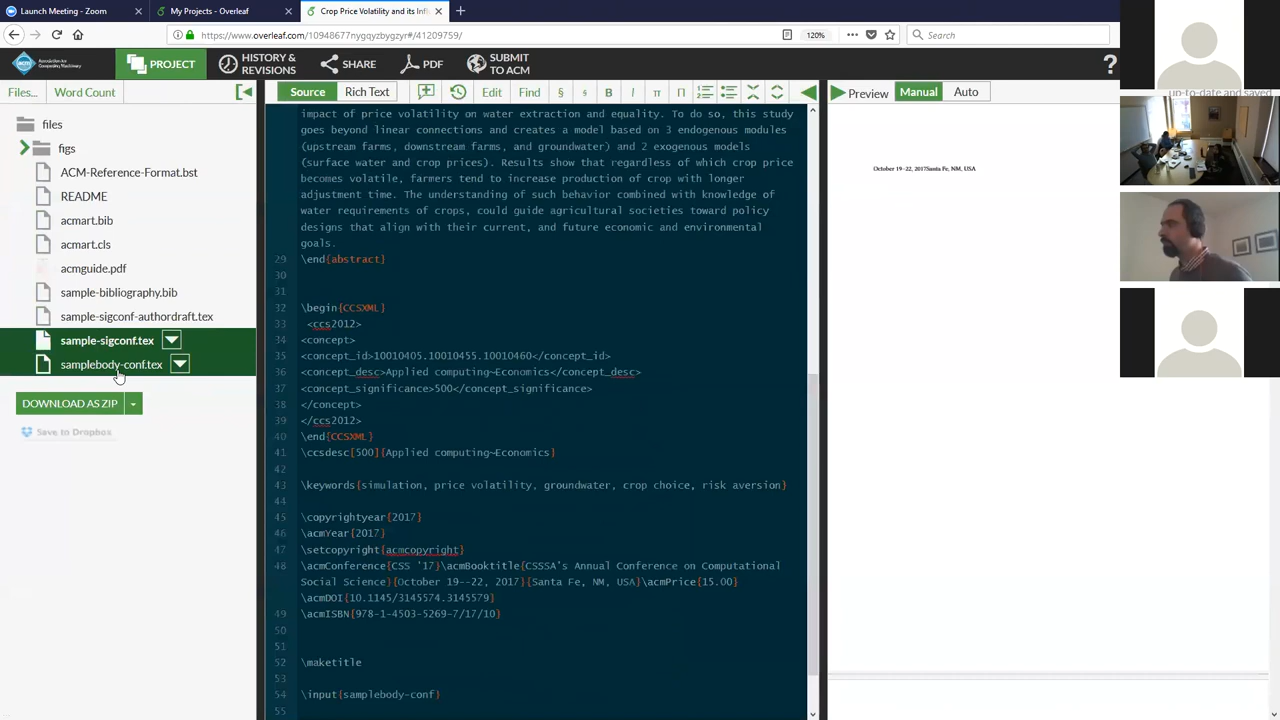 Launch Meeting - Zoom
My Projects - Overleaf
Crop Price Volatility and its Infl
https://www.overleaf.com/10948677nygqyzbygzyr#/41209759/
120%
Search
PROJECT
HISTORY & REVISIONS
SHARE
PDF
SUBMIT TO ACM
?
up-to-date and saved
Files...
Word Count
Source
Rich Text
Edit
Find
Preview
Manual
Auto
files
figs
ACM-Reference-Format.bst
README
acmart.bib
acmart.cls
acmguide.pdf
sample-bibliography.bib
sample-sigconf-authordraft.tex
sample-sigconf.tex
samplebody-conf.tex
DOWNLOAD AS ZIP
Save to Dropbox
impact of price volatility on water extraction and equality. To do so, this study
goes beyond linear connections and creates a model based on 3 endogenous modules
(upstream farms, downstream farms, and groundwater) and 2 exogenous models
(surface water and crop prices). Results show that regardless of which crop price
becomes volatile, farmers tend to increase production of crop with longer
adjustment time. The understanding of such behavior combined with knowledge of
water requirements of crops, could guide agricultural societies toward policy
designs that align with their current, and future economic and environmental
goals.
29 \end{abstract}
30
31
32 \begin{CCSXML}
33 <ccs2012>
34 <concept>
35 <concept_id>10010405.10010455.10010460</concept_id>
36 <concept_desc>Applied computing~Economics</concept_desc>
37 <concept_significance>500</concept_significance>
38 </concept>
39 </ccs2012>
40 \end{CCSXML}
41 \ccsdesc[500]{Applied computing~Economics}
42
43 \keywords{simulation, price volatility, groundwater, crop choice, risk aversion}
44
45 \copyrightyear{2017}
46 \acmYear{2017}
47 \setcopyright{acmcopyright}
48 \acmConference{CSS '17}\acmBooktitle{CSSSA's Annual Conference on Computational
Social Science}{October 19--22, 2017}{Santa Fe, NM, USA}\acmPrice{15.00}
\acmDOI{10.1145/3145574.3145579}
49 \acmISBN{978-1-4503-5269-7/17/10}
50
51
52 \maketitle
53
54 \input{samplebody-conf}
55
October 19–22, 2017Santa Fe, NM, USA